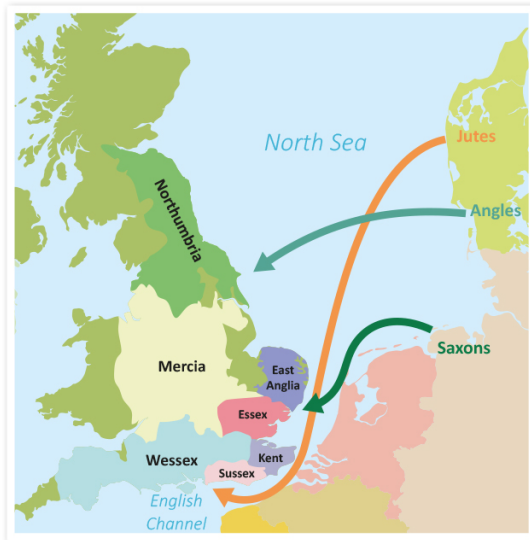 North Sea
Jutes
Angles
Northumbria
Saxons
Mercia
East
Anglia
Essex
Wessex
Kent
Sussex
English
Channel